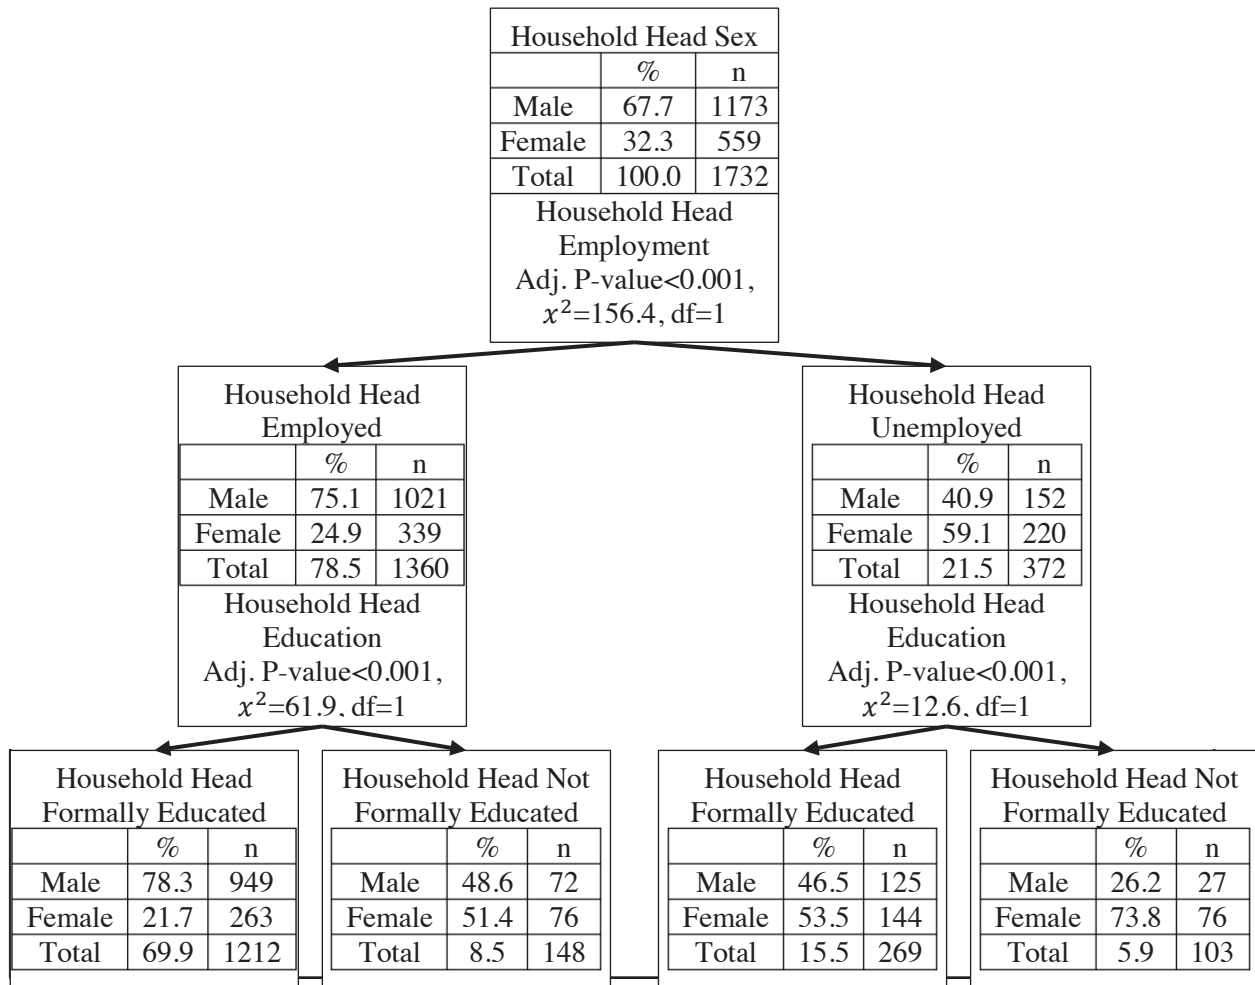 Household Head Sex
% n
Male 67.7 1173
Female 32.3 559
Total 100.0 1732
Household Head
Employment
Adj. P-value<0.001,
x²=156.4, df=1
Household Head
Employed
% n
Male 75.1 1021
Female 24.9 339
Total 78.5 1360
Household Head
Education
Adj. P-value<0.001,
x²=61.9, df=1
Household Head
Unemployed
% n
Male 40.9 152
Female 59.1 220
Total 21.5 372
Household Head
Education
Adj. P-value<0.001,
x²=12.6, df=1
Household Head
Formally Educated
% n
Male 78.3 949
Female 21.7 263
Total 69.9 1212
Household Head Not
Formally Educated
% n
Male 48.6 72
Female 51.4 76
Total 8.5 148
Household Head
Formally Educated
% n
Male 46.5 125
Female 53.5 144
Total 15.5 269
Household Head Not
Formally Educated
% n
Male 26.2 27
Female 73.8 76
Total 5.9 103